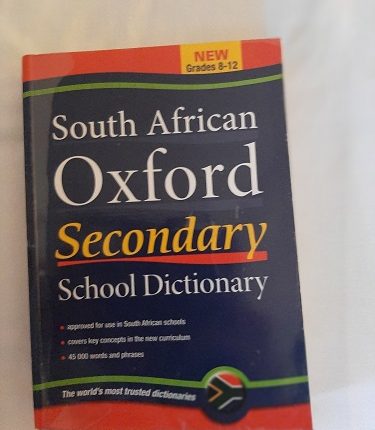 NEW
Grades 8-12
South African
Oxford
Secondary
School Dictionary
approved for use in South African schools
covers key concepts in the new curriculum
45 000 words and phrases
The world's most trusted dictionaries